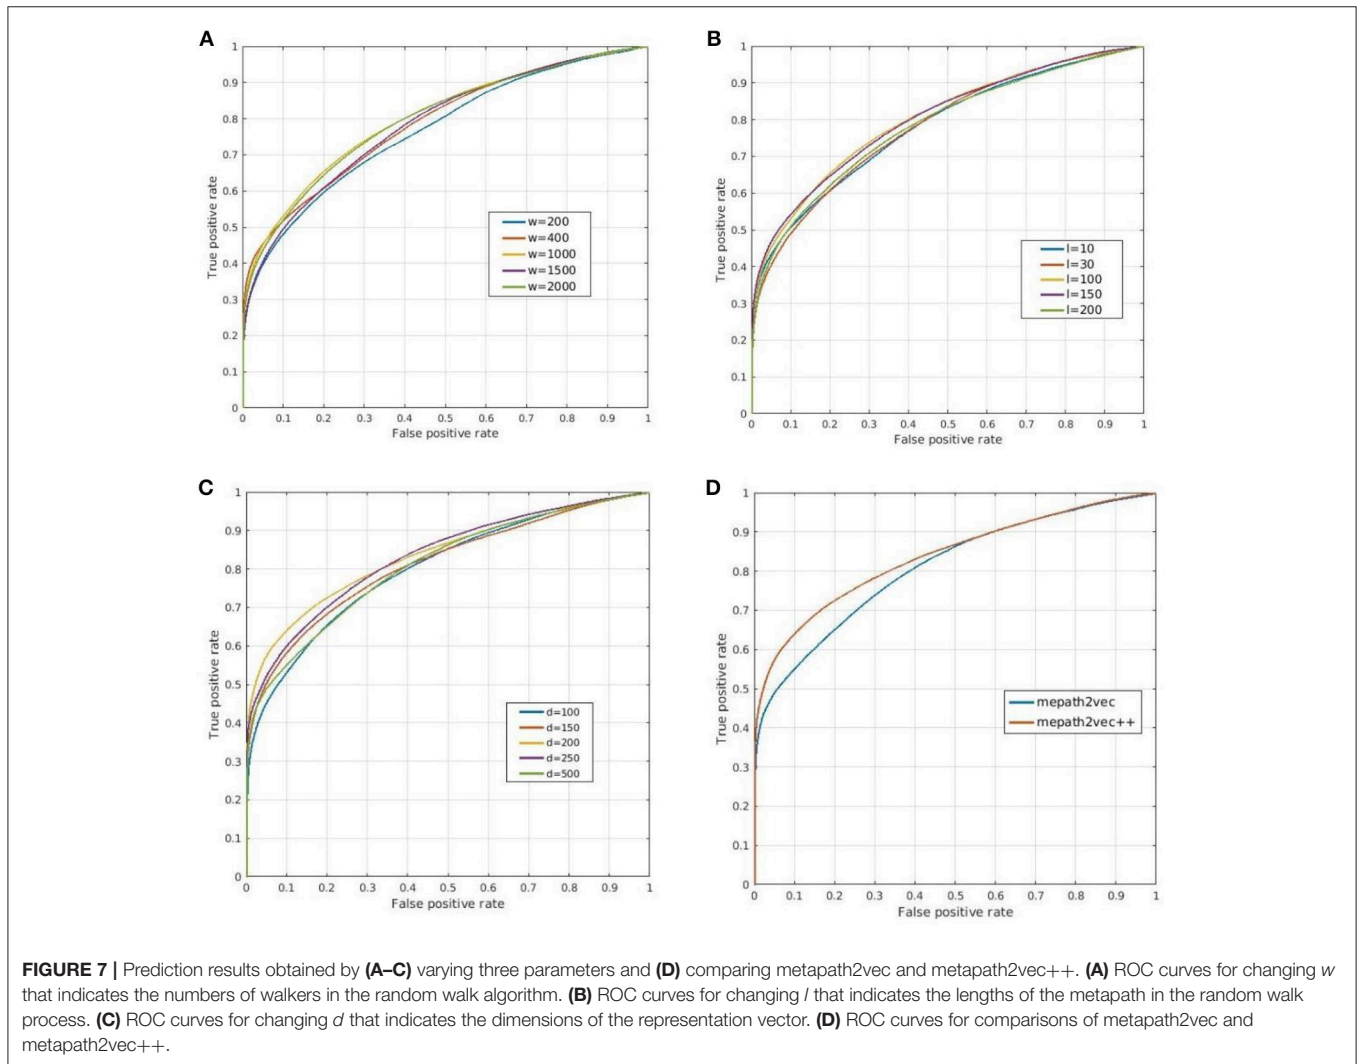 A
1
0.9
0.8
0.7
0.6
0.5
0.4
0.3
0.2
0.1
0
True positive rate
w=200
w=400
w=1000
w=1500
w=2000
0 0.1 0.2 0.3 0.4 0.5 0.6 0.7 0.8 0.9 1
False positive rate
B
1
0.9
0.8
0.7
0.6
0.5
0.4
0.3
0.2
0.1
0
True positive rate
l=10
l=30
l=100
l=150
l=200
0 0.1 0.2 0.3 0.4 0.5 0.6 0.7 0.8 0.9 1
False positive rate
C
1
0.9
0.8
0.7
0.6
0.5
0.4
0.3
0.2
0.1
0
True positive rate
d=100
d=150
d=200
d=250
d=500
0 0.1 0.2 0.3 0.4 0.5 0.6 0.7 0.8 0.9 1
False positive rate
D
1
0.9
0.8
0.7
0.6
0.5
0.4
0.3
0.2
0.1
0
True positive rate
mepath2vec
mepath2vec++
0 0.1 0.2 0.3 0.4 0.5 0.6 0.7 0.8 0.9 1
False positive rate
FIGURE 7 | Prediction results obtained by (A–C) varying three parameters and (D) comparing metapath2vec and metapath2vec++. (A) ROC curves for changing w
that indicates the numbers of walkers in the random walk algorithm. (B) ROC curves for changing l that indicates the lengths of the metapath in the random walk
process. (C) ROC curves for changing d that indicates the dimensions of the representation vector. (D) ROC curves for comparisons of metapath2vec and
metapath2vec++.